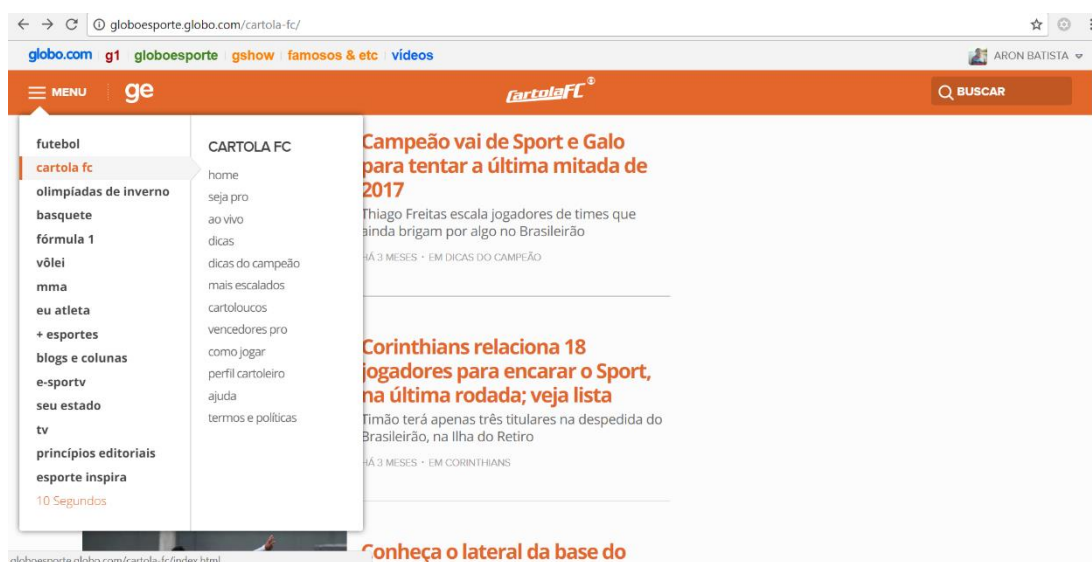 globoesporte.globo.com/cartola-fc/
globo.com g1 globoesporte gshow famosos & etc vídeos
ARON BATISTA
MENU ge
CartolaFC
BUSCAR
futebol
cartola fc
olimpíadas de inverno
basquete
fórmula 1
vôlei
mma
eu atleta
+ esportes
blogs e colunas
e-sportv
seu estado
tv
princípios editoriais
esporte inspira
10 Segundos
CARTOLA FC
home
seja pro
ao vivo
dicas
dicas do campeão
mais escalados
cartoloucos
vencedores pro
como jogar
perfil cartoleiro
ajuda
termos e políticas
Campeão vai de Sport e Galo
para tentar a última mitada de
2017
Thiago Freitas escala jogadores de times que
ainda brigam por algo no Brasileirão
HÁ 3 MESES • EM DICAS DO CAMPEÃO
Corinthians relaciona 18
jogadores para encarar o Sport,
na última rodada; veja lista
Timão terá apenas três titulares na despedida do
Brasileirão, na Ilha do Retiro
HÁ 3 MESES • EM CORINTHIANS
Conheça o lateral da base do
globoesporte.globo.com/cartola-fc/index.html